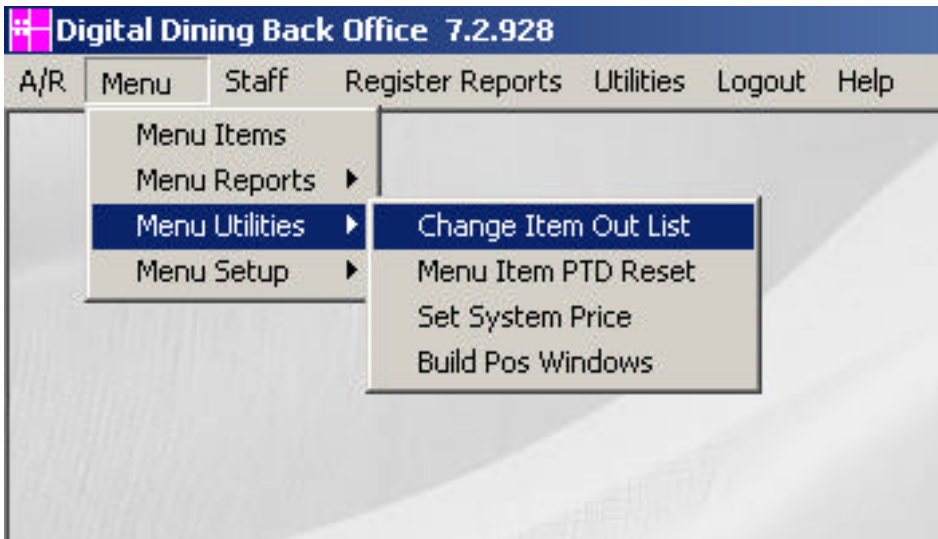 Digital Dining Back Office 7.2.928
A/R Menu Staff Register Reports Utilities Logout Help
Menu Items
Menu Reports
Menu Utilities
Menu Setup
Change Item Out List
Menu Item PTD Reset
Set System Price
Build Pos Windows